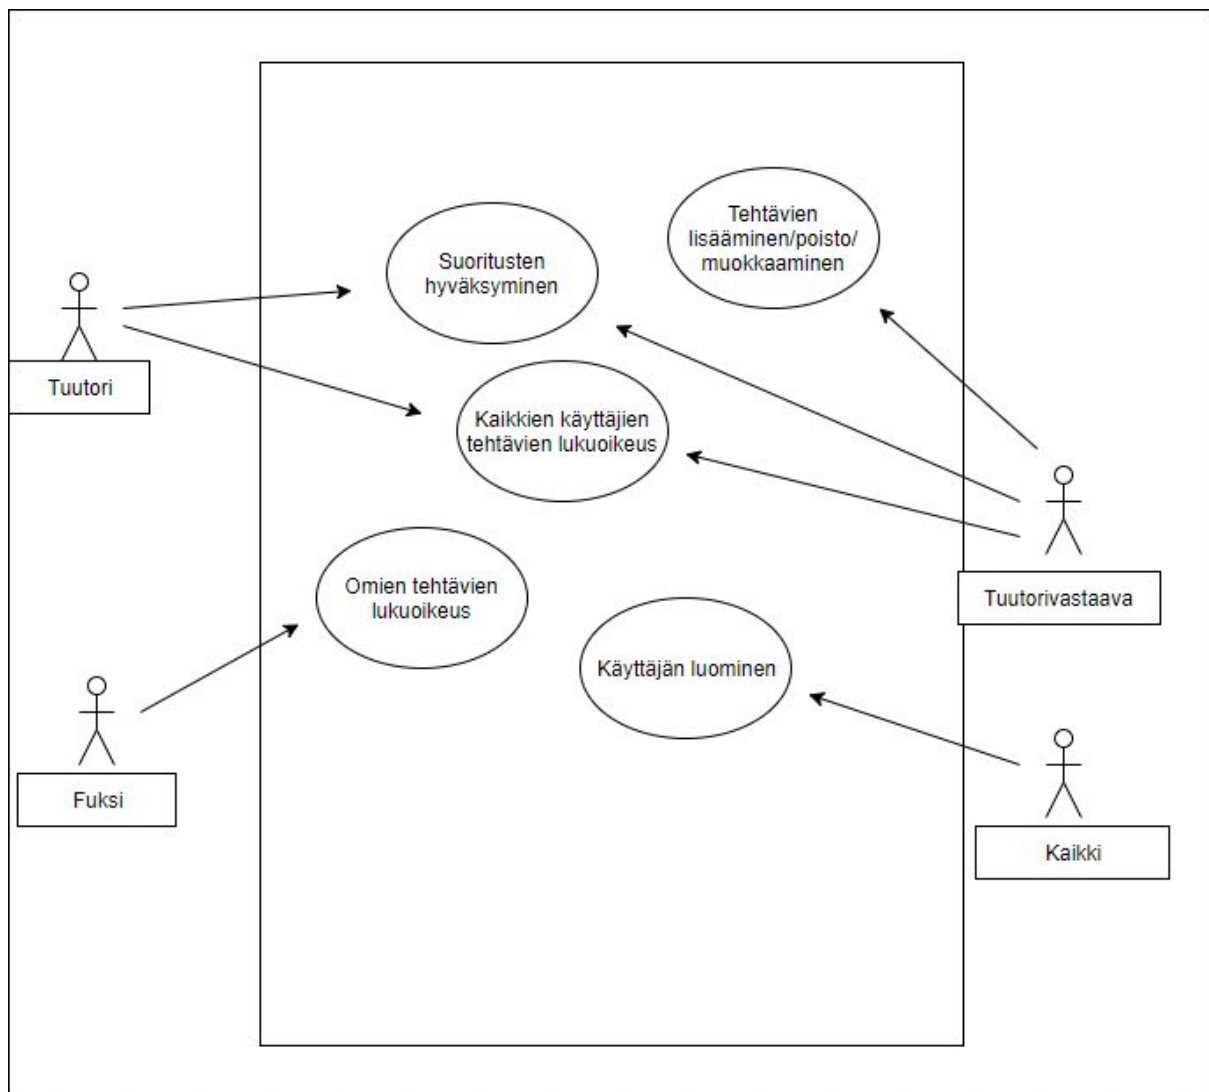 Tehtävien
lisääminen/poisto/
muokkaaminen
Suoritusten
hyväksyminen
Tuutori
Kaikkien käyttäjien
tehtävien lukuoikeus
Omien tehtävien
lukuoikeus
Tuutorivastaava
Käyttäjän luominen
Fuksi
Kaikki